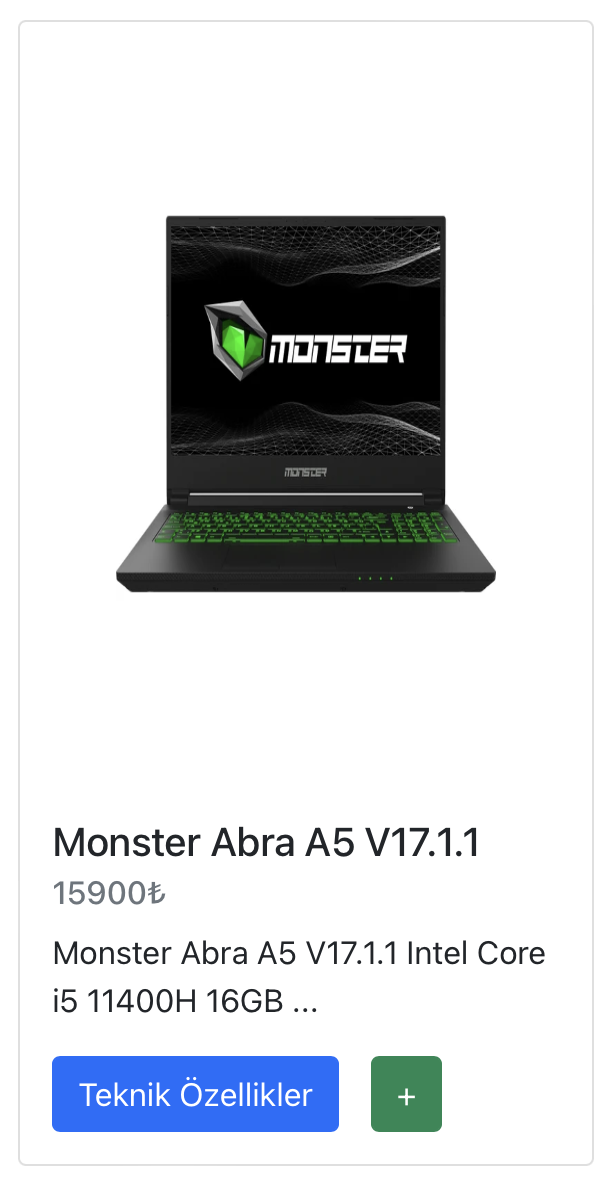 MONSTER
MONSTER
Monster Abra A5 V17.1.1
15900₺
Monster Abra A5 V17.1.1 Intel Core
i5 11400H 16GB ...
Teknik Özellikler
+